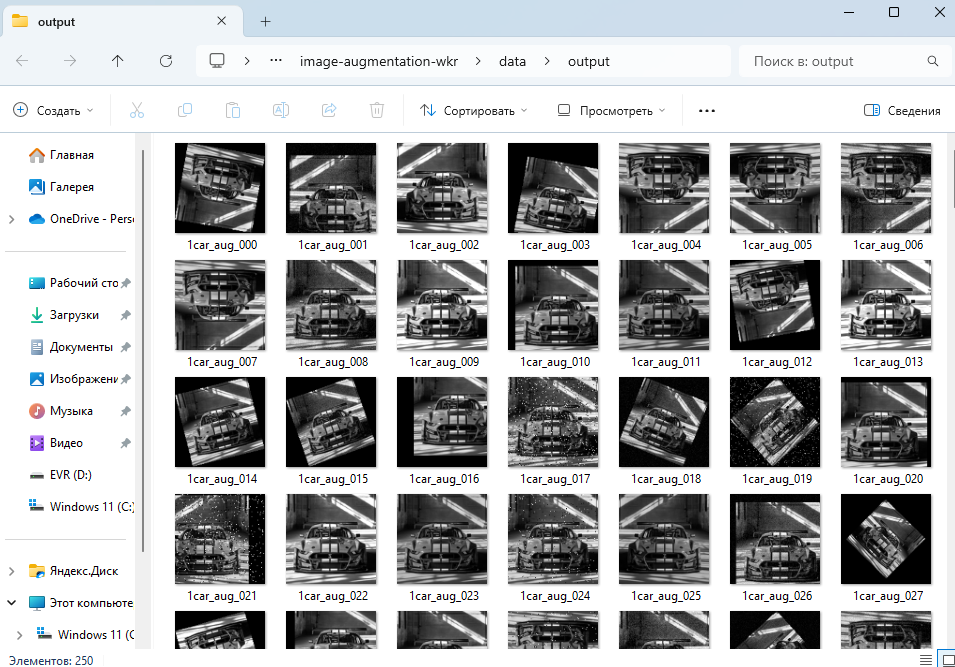 output
image-augmentation-wkr > data > output
Поиск в: output
Создать
Сортировать
Просмотреть
Сведения
Главная
Галерея
OneDrive - Perso
Рабочий сто
Загрузки
Документы
Изображени
Музыка
Видео
EVR (D:)
Windows 11 (C:)
Яндекс.Диск
Этот компьюте
Windows 11 (C
1car_aug_000 1car_aug_001 1car_aug_002 1car_aug_003 1car_aug_004 1car_aug_005 1car_aug_006
1car_aug_007 1car_aug_008 1car_aug_009 1car_aug_010 1car_aug_011 1car_aug_012 1car_aug_013
1car_aug_014 1car_aug_015 1car_aug_016 1car_aug_017 1car_aug_018 1car_aug_019 1car_aug_020
1car_aug_021 1car_aug_022 1car_aug_023 1car_aug_024 1car_aug_025 1car_aug_026 1car_aug_027
Элементов: 250